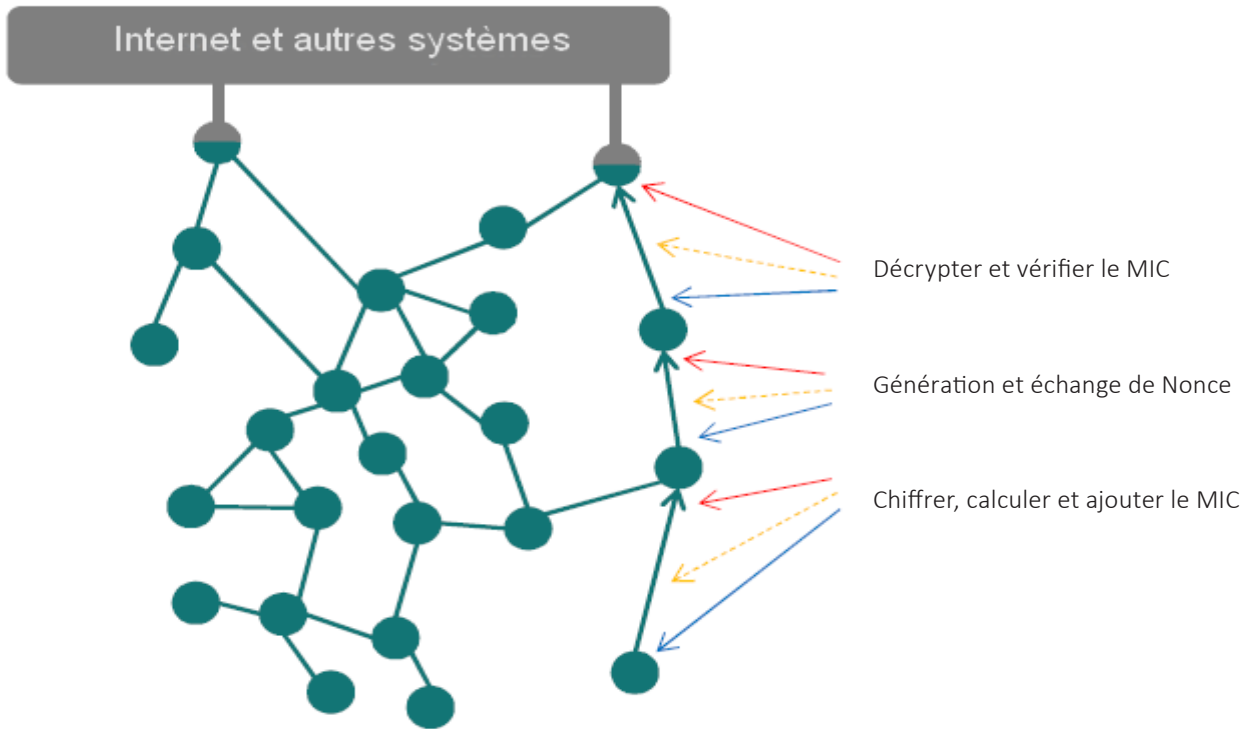 Internet et autres systèmes
Décrypter et vérifier le MIC
Génération et échange de Nonce
Chiffrer, calculer et ajouter le MIC